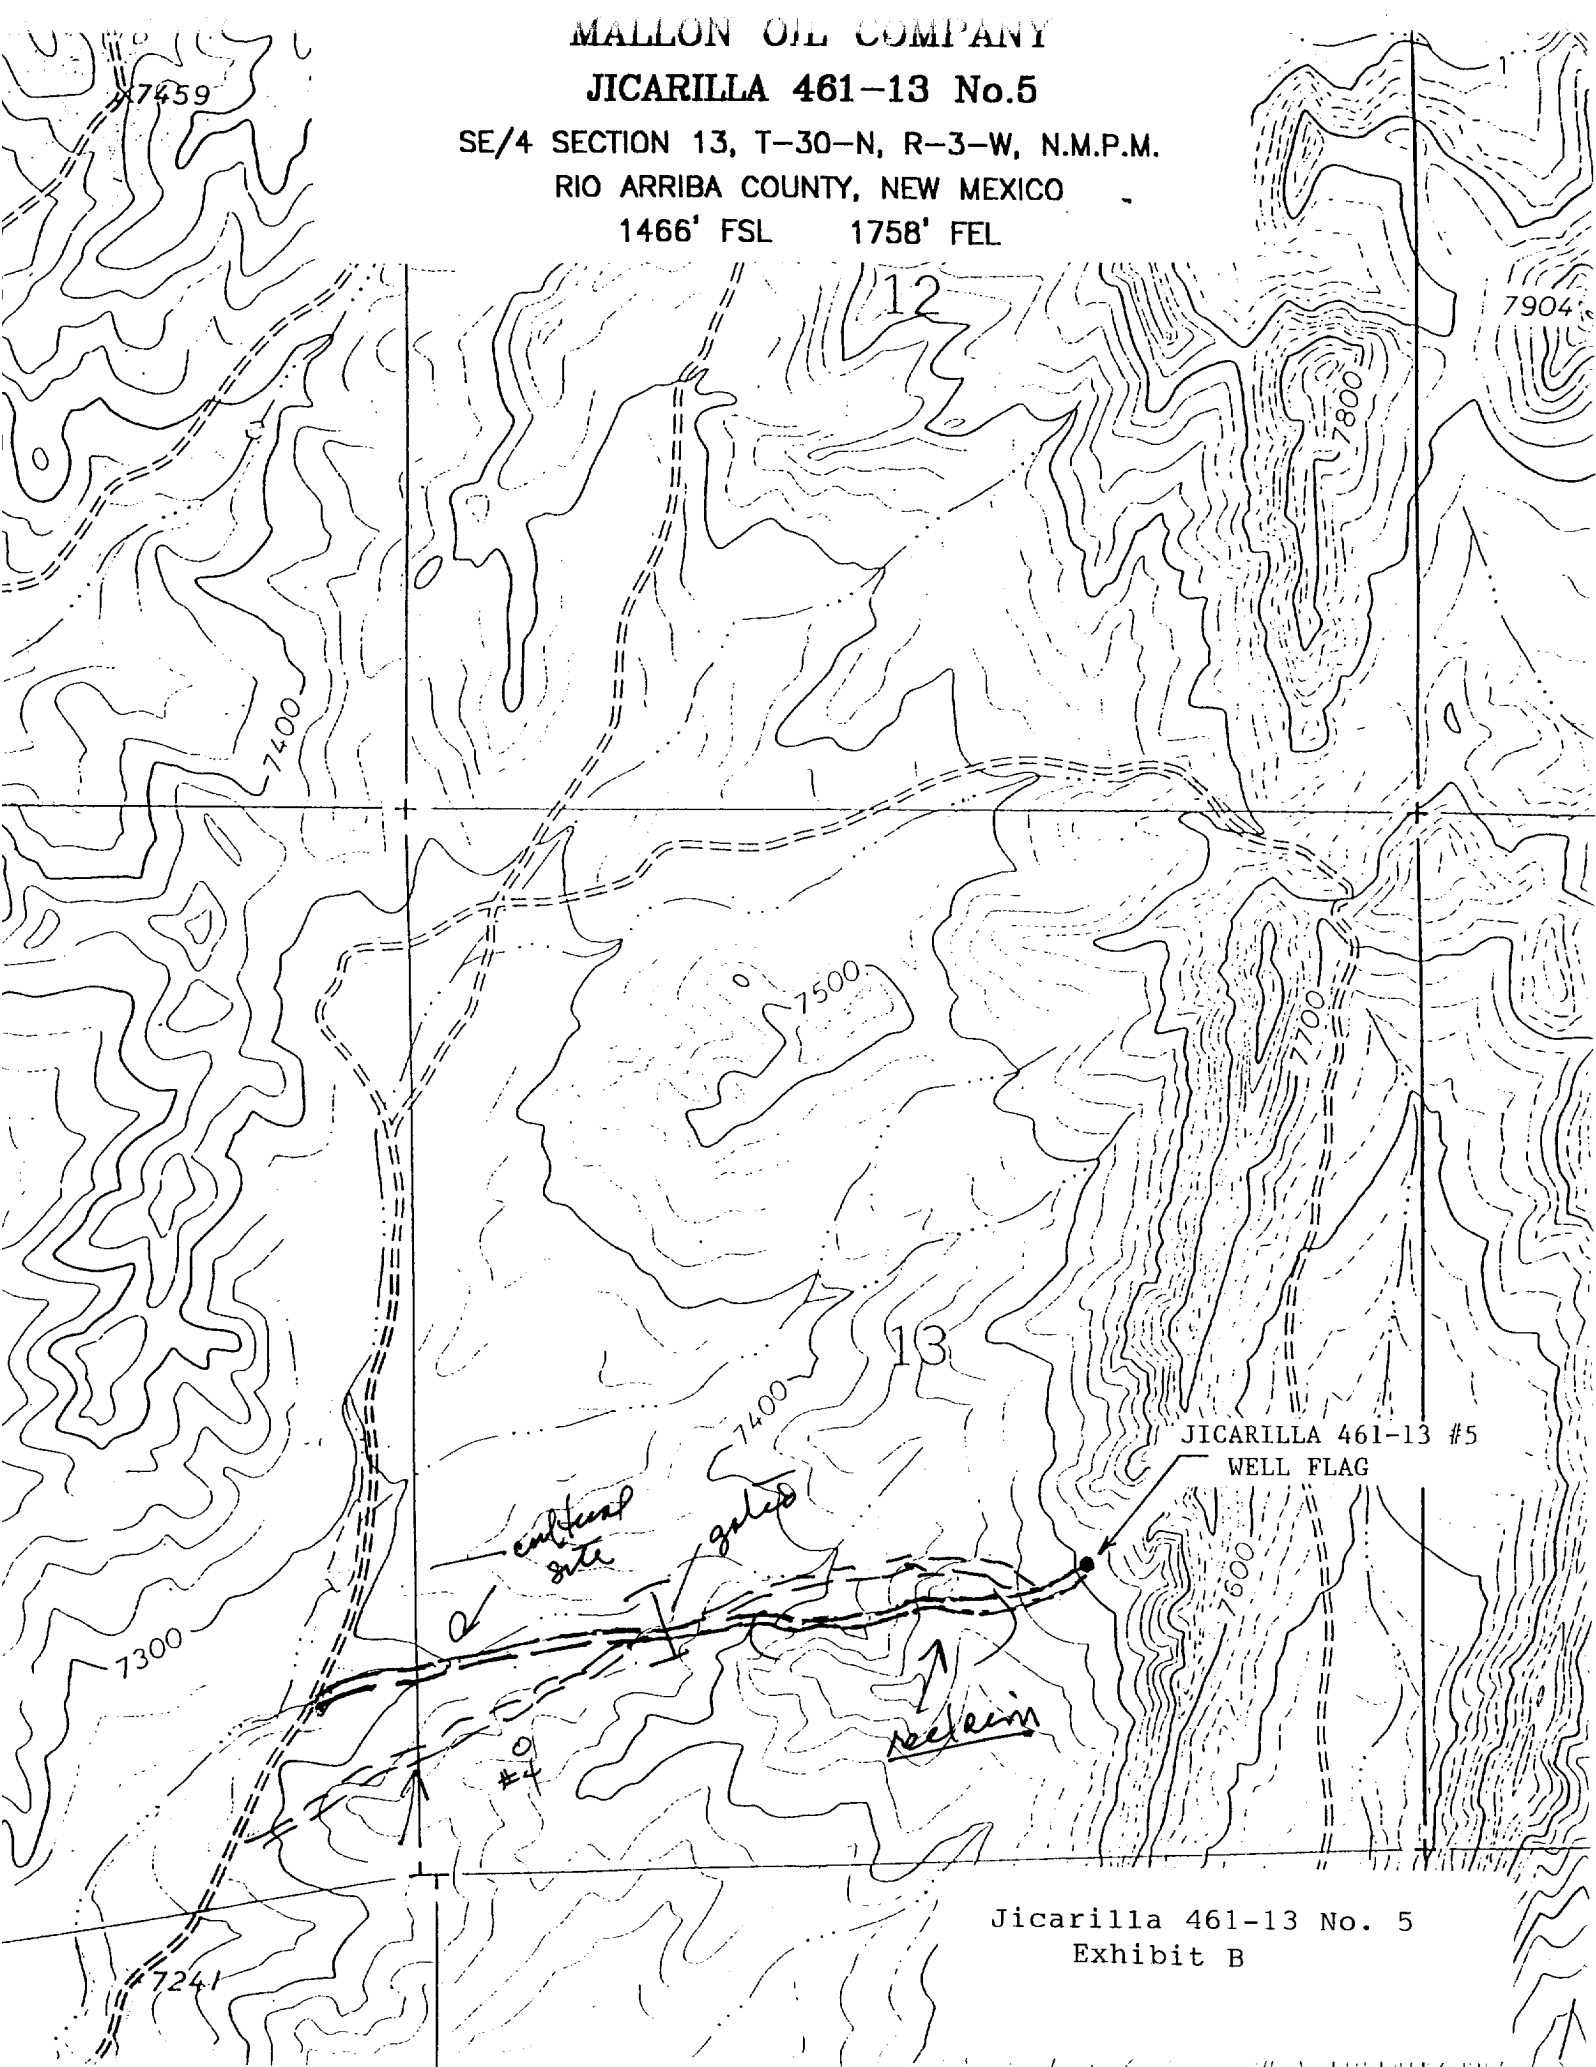 MALLON OIL COMPANY
JICARILLA 461-13 No.5
SE/4 SECTION 13, T-30-N, R-3-W, N.M.P.M.
RIO ARRIBA COUNTY, NEW MEXICO
1466' FSL 1758' FEL
7459
1
12
7904
7800
7400
7500
7700
13
7400
JICARILLA 461-13 #5
WELL FLAG
cultural
site
7600
7300
reclaim
#4
Jicarilla 461-13 No. 5
Exhibit B
7241